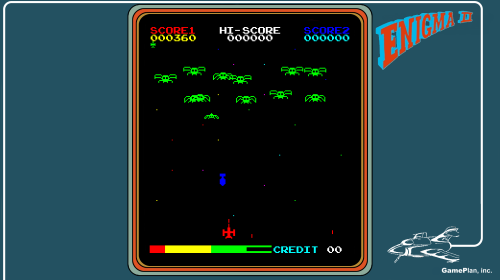 SCORE1 HI-SCORE SCORE2
000360 000000 000000
ENIGMA II
CREDIT 00
GamePlan, inc.